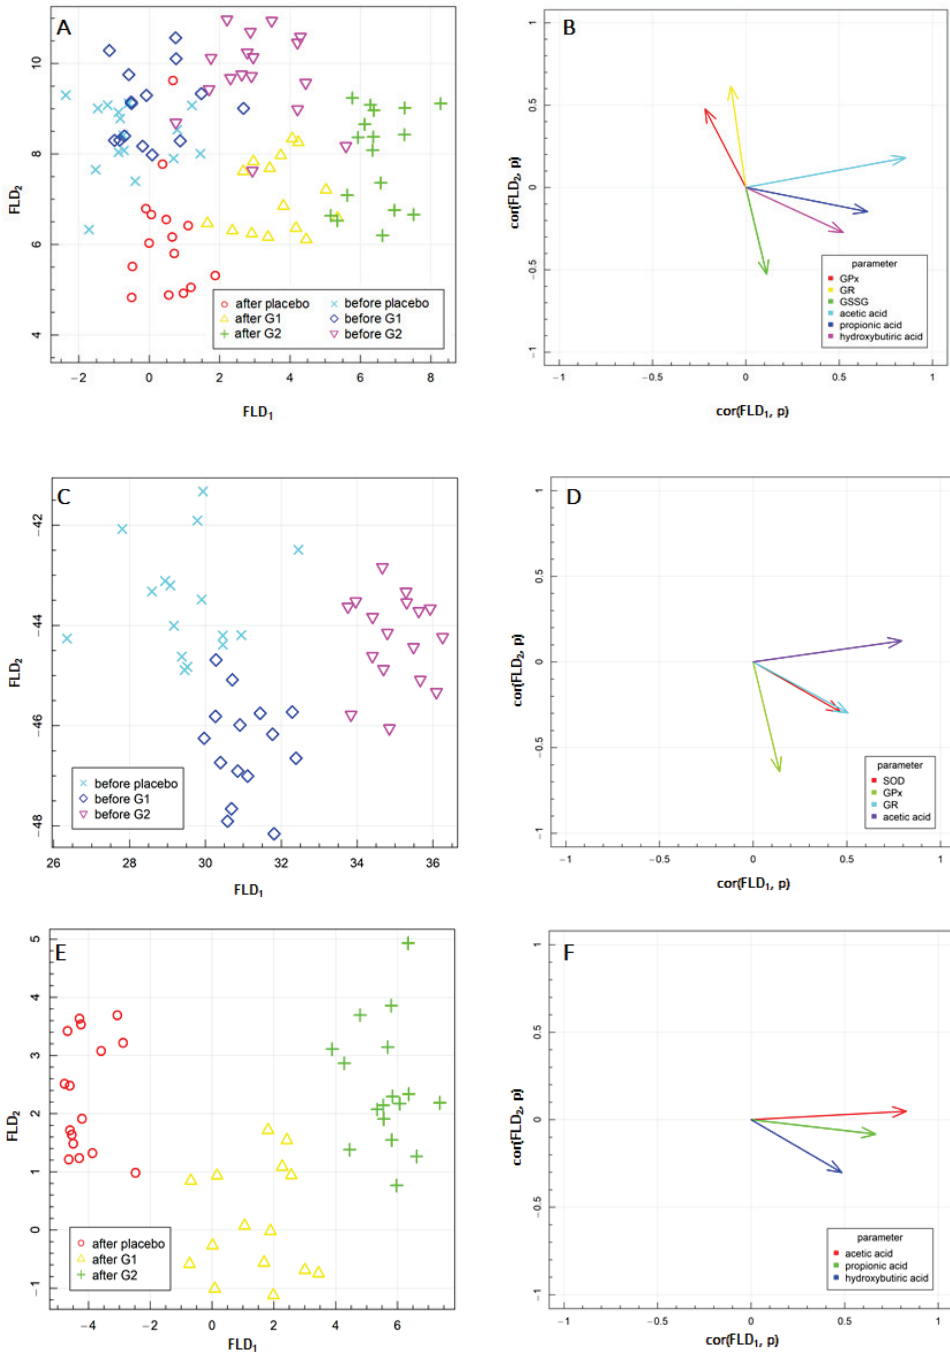 A
FLD2
10
8
6
4
after placebo
before placebo
after G1
before G1
after G2
before G2
−2
0
2
4
6
8
FLD1
B
cor(FLD2, p)
1
0.5
0
−0.5
−1
parameter
GPx
GR
GSSG
acetic acid
propionic acid
hydroxybutiric acid
−1
−0.5
0
0.5
1
cor(FLD1, p)
C
FLD2
−42
−44
−46
−48
before placebo
before G1
before G2
26
28
30
32
34
36
FLD1
D
cor(FLD2, p)
1
0.5
0
−0.5
−1
parameter
SOD
GPx
GR
acetic acid
−1
−0.5
0
0.5
1
cor(FLD1, p)
E
FLD2
5
4
3
2
1
0
−1
after placebo
after G1
after G2
−4
−2
0
2
4
6
FLD1
F
cor(FLD2, p)
1
0.5
0
−0.5
−1
parameter
acetic acid
propionic acid
hydroxybutiric acid
−1
−0.5
0
0.5
1
cor(FLD1, p)